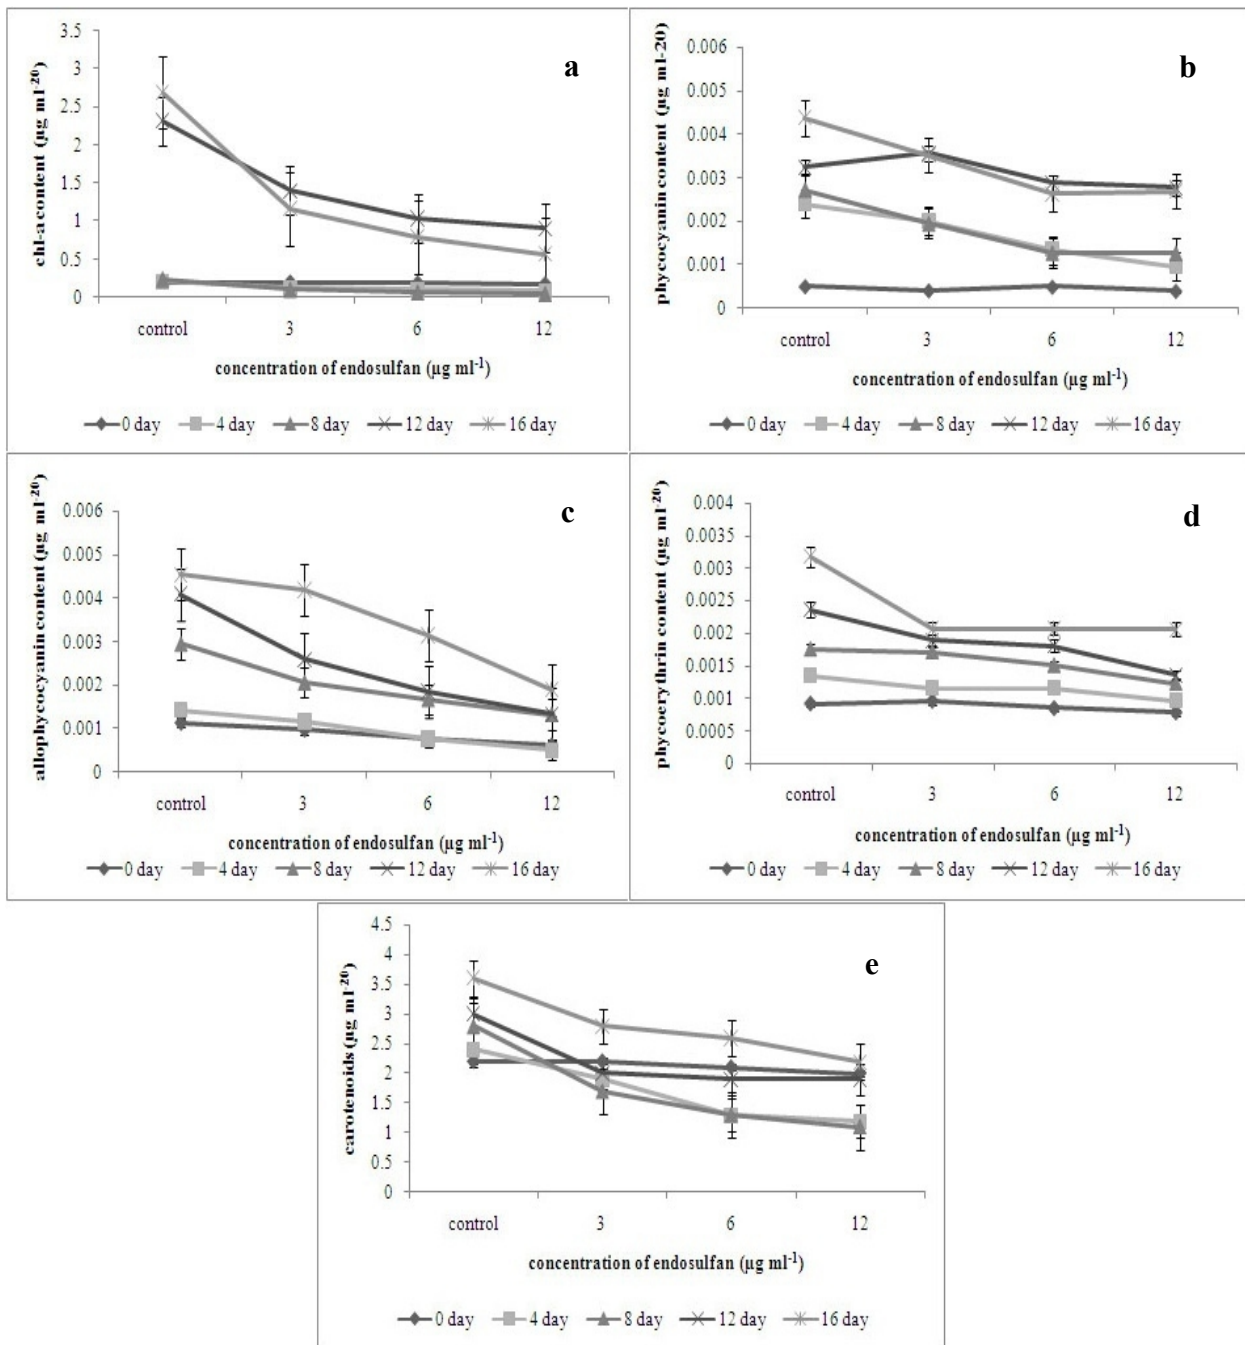 a
chl-a content (µg ml-20)
3.5
3
2.5
2
1.5
1
0.5
0
control 3 6 12
concentration of endosulfan (µg ml-1)
0 day 4 day 8 day 12 day 16 day
b
phycocyanin content (µg ml-20)
0.006
0.005
0.004
0.003
0.002
0.001
0
control 3 6 12
concentration of endosulfan (µg ml-1)
0 day 4 day 8 day 12 day 16 day
c
allophycocyanin content (µg ml-20)
0.006
0.005
0.004
0.003
0.002
0.001
0
control 3 6 12
concentration of endosulfan (µg ml-1)
0 day 4 day 8 day 12 day 16 day
d
phycoerythrin content (µg ml-20)
0.004
0.0035
0.003
0.0025
0.002
0.0015
0.001
0.0005
0
control 3 6 12
concentration of endosulfan (µg ml-1)
0 day 4 day 8 day 12 day 16 day
e
carotenoids (µg ml-20)
4.5
4
3.5
3
2.5
2
1.5
1
0.5
0
control 3 6 12
concentration of endosulfan (µg ml-1)
0 day 4 day 8 day 12 day 16 day